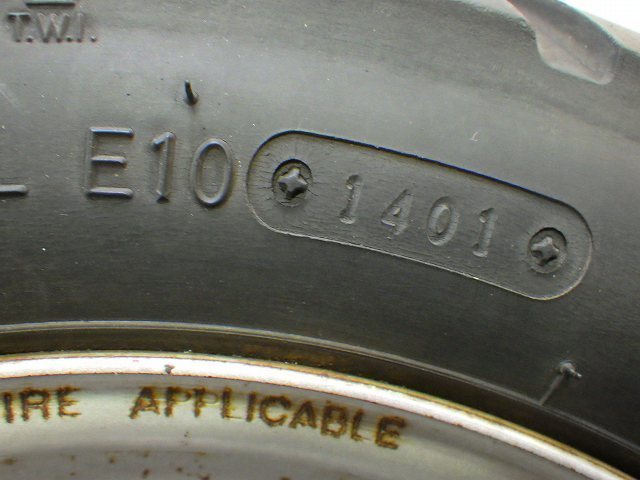 T.W.I.
E10 1401
IRE APPLICABLE